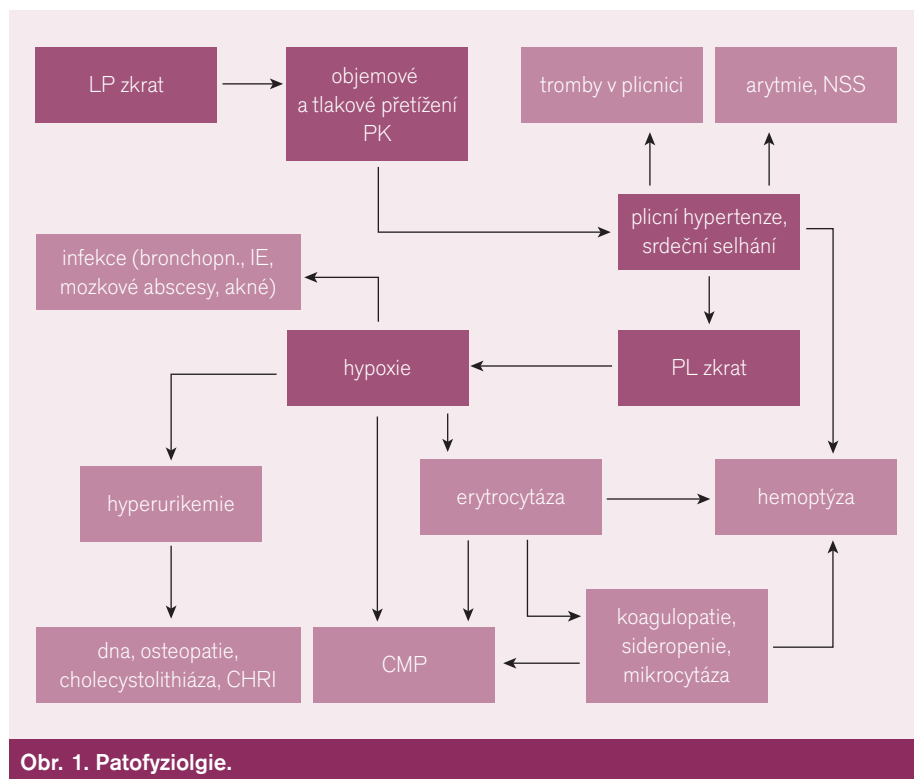 LP zkrat
objemové
a tlakové přetížení
PK
tromby v plicnici
arytmie, NSS
plicní hypertenze,
srdeční selhání
infekce (bronchopn., IE,
mozkové abscesy, akné)
hypoxie
PL zkrat
hyperurikemie
erytrocytáza
hemoptýza
dna, osteopatie,
cholecystolithiáza, CHRI
CMP
koagulopatie,
sideropenie,
mikrocytáza
Obr. 1. Patofyziolgie.